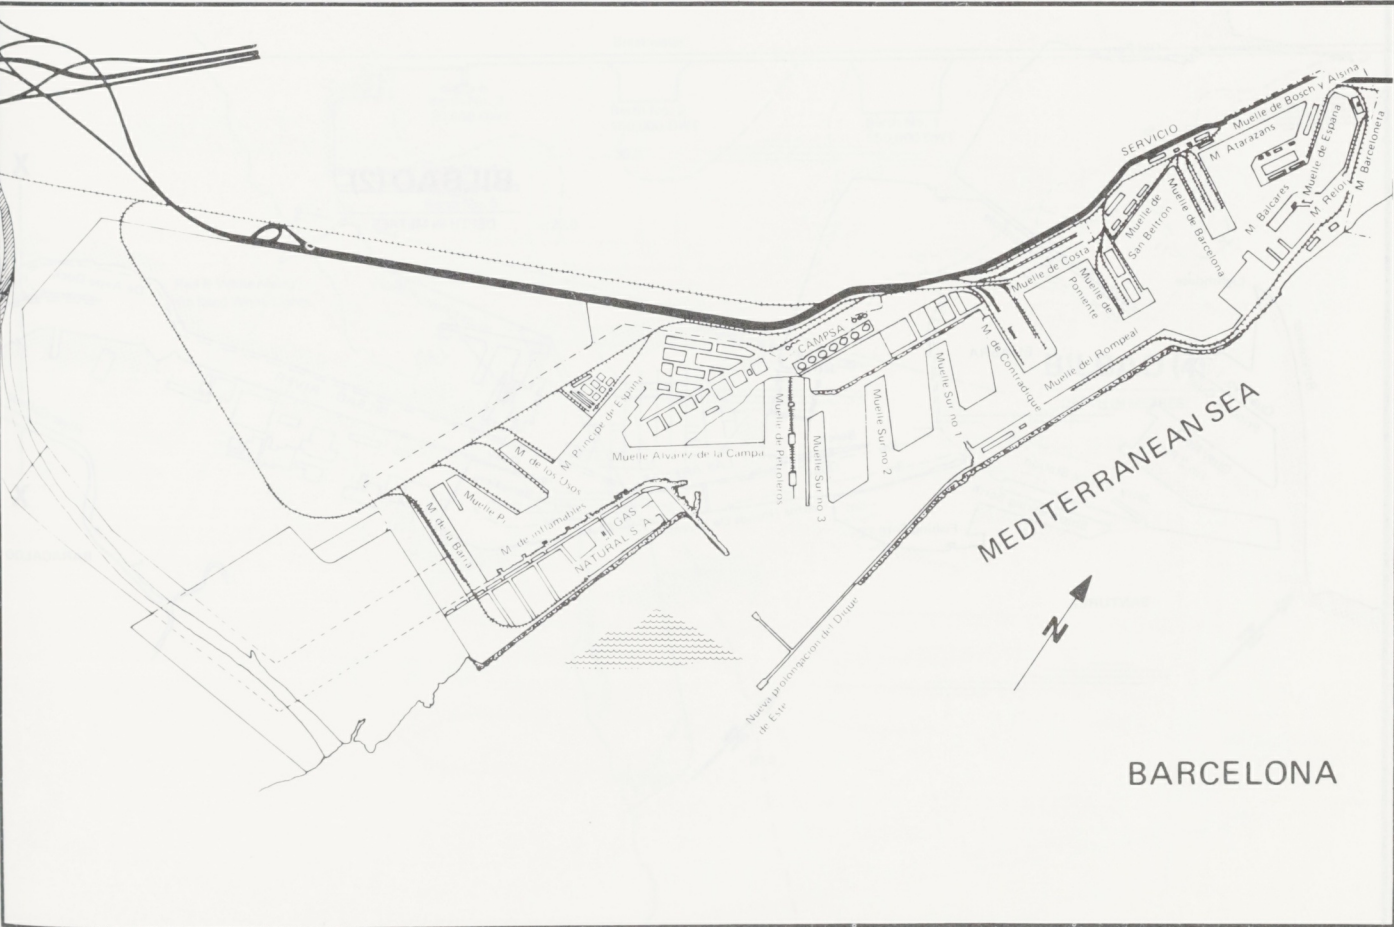 Muelle de Bosch y Alsina
SERVICIO
M. Atarazans
Muelle de Espana
M. Barceloneta
M. Reloj
M. Balcares
Muelle de Barcelona
Muelle de
San Beltron
Muelle de Costa
Muelle de
Poniente
CAMPSA
M. de Contradique
Muelle del Rompeal
Muelle Sur no 1
Muelle Sur no 2
Muelle Sur no 3
Muelle de Petroleros
M. Principe de Espana
Muelle Alvarez de la Campa
M. de los Usos
Muelle P.
M. de Inflamables
M. de la Barra
GAS
NATURAL S.A.
MEDITERRANEAN SEA
N
Nueva prolongacion del Dique
de Este
BARCELONA